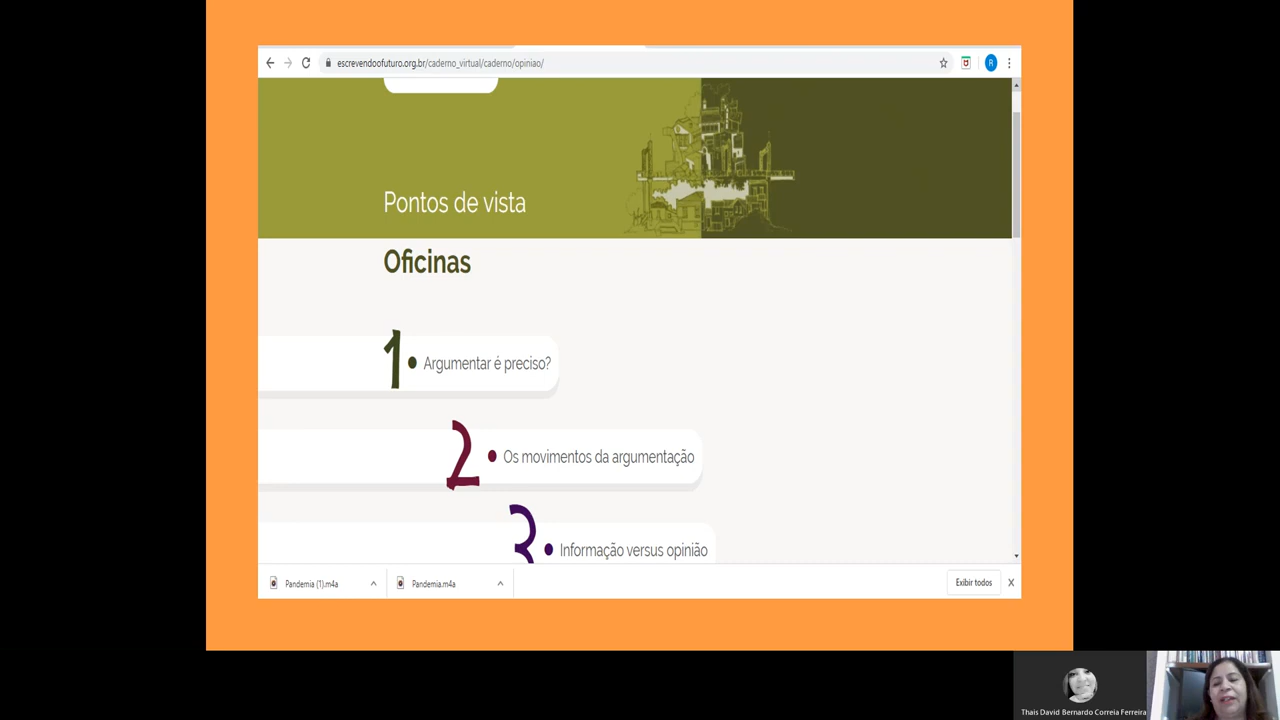 escrevendoofuturo.org.br/caderno_virtual/caderno/opiniao/
R
Pontos de vista
Oficinas
1 • Argumentar é preciso?
2 • Os movimentos da argumentação
3 • Informação versus opinião
Pandemia (1).m4a
Pandemia.m4a
Exibir todos
Thais David Bernardo Correia Ferreira